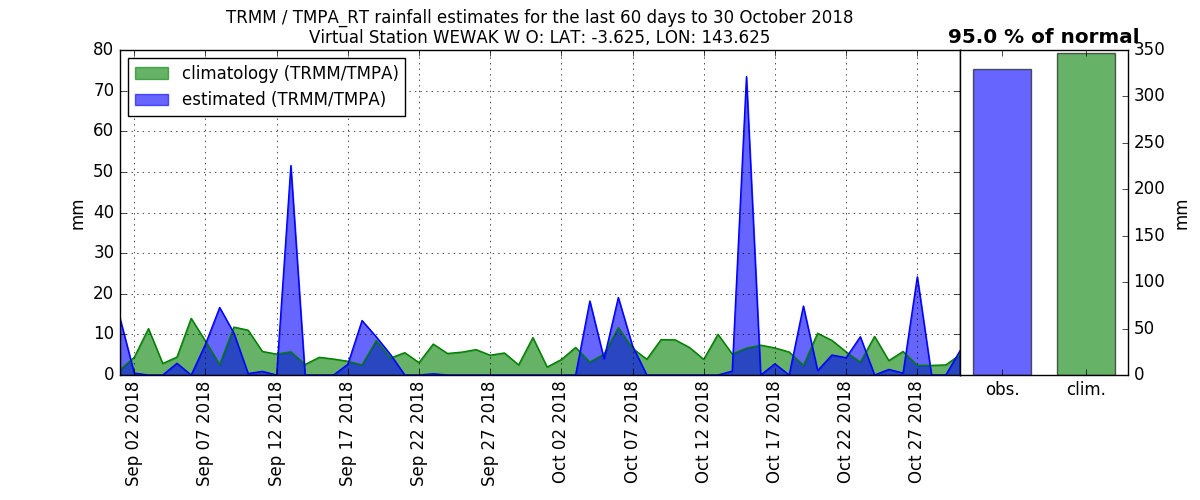 TRMM / TMPA_RT rainfall estimates for the last 60 days to 30 October 2018
Virtual Station WEWAK W O: LAT: -3.625, LON: 143.625
95.0 % of normal
climatology (TRMM/TMPA)
estimated (TRMM/TMPA)
mm
80
70
60
50
40
30
20
10
0
Sep 02 2018
Sep 07 2018
Sep 12 2018
Sep 17 2018
Sep 22 2018
Sep 27 2018
Oct 02 2018
Oct 07 2018
Oct 12 2018
Oct 17 2018
Oct 22 2018
Oct 27 2018
obs.
clim.
350
300
250
200
150
100
50
0
mm